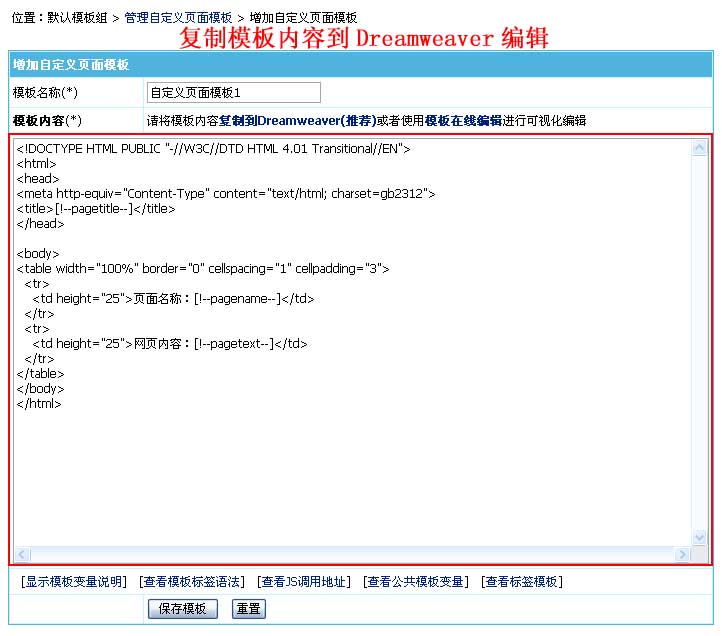 位置：默认模板组 > 管理自定义页面模板 > 增加自定义页面模板
复制模板内容到 Dreamweaver 编辑
增加自定义页面模板
模板名称(*) 自定义页面模板1
模板内容(*) 请将模板内容复制到Dreamweaver(推荐)或者使用模板在线编辑进行可视化编辑
<!DOCTYPE HTML PUBLIC "-//W3C//DTD HTML 4.01 Transitional//EN">
<html>
<head>
<meta http-equiv="Content-Type" content="text/html; charset=gb2312">
<title>[!--pagetitle--]</title>
</head>
<body>
<table width="100%" border="0" cellspacing="1" cellpadding="3">
<tr>
<td height="25">页面名称：[!--pagename--]</td>
</tr>
<tr>
<td height="25">网页内容：[!--pagetext--]</td>
</tr>
</table>
</body>
</html>
[显示模板变量说明] [查看模板标签语法] [查看JS调用地址] [查看公共模板变量] [查看标签模板]
保存模板 重置